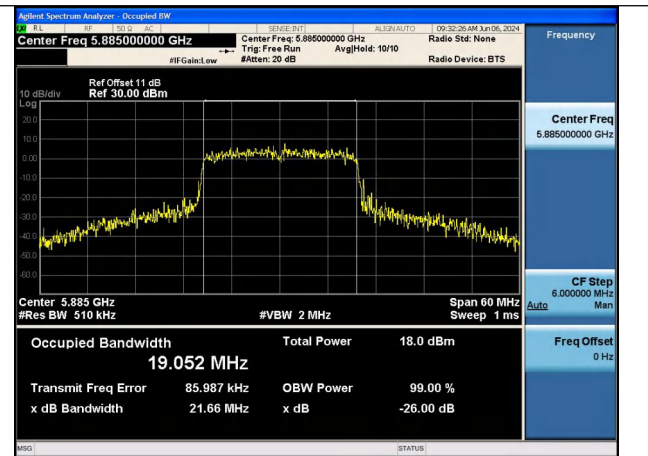 Agilent Spectrum Analyzer - Occupied BW
RL RF 50 Ω AC SENSE:INT ALIGN AUTO 09:32:26 AM Jun 06, 2024
Center Freq 5.885000000 GHz Center Freq: 5.885000000 GHz Radio Std: None
Trig: Free Run Avg|Hold: 10/10
#IFGain:Low #Atten: 20 dB Radio Device: BTS
Frequency
Ref Offset 11 dB
10 dB/div Ref 30.00 dBm
Log
20.0
10.0
0.00
-10.0
-20.0
-30.0
-40.0
-50.0
-60.0
Center Freq
5.885000000 GHz
CF Step
6.000000 MHz
Auto Man
Freq Offset
0 Hz
Center 5.885 GHz Span 60 MHz
#Res BW 510 kHz #VBW 2 MHz Sweep 1 ms
Occupied Bandwidth Total Power 18.0 dBm
19.052 MHz
Transmit Freq Error 85.987 kHz OBW Power 99.00 %
x dB Bandwidth 21.66 MHz x dB -26.00 dB
MSG STATUS